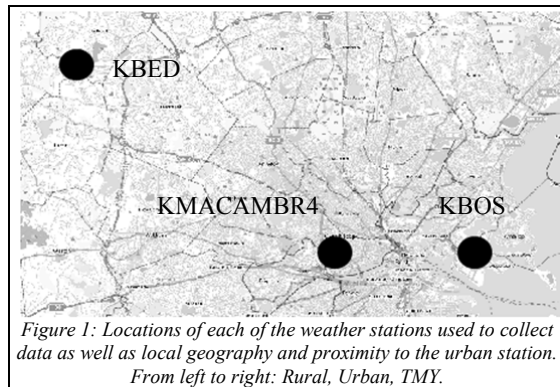 KBED
KMACAMBR4
KBOS
Figure 1: Locations of each of the weather stations used to collect
data as well as local geography and proximity to the urban station.
From left to right: Rural, Urban, TMY.